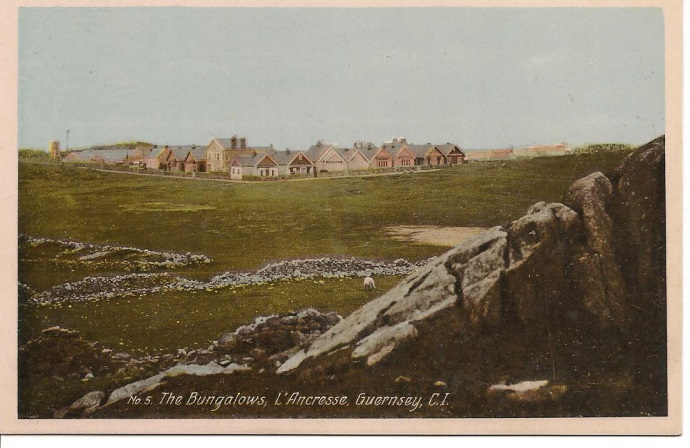 No. 5. The Bungalows, L'Ancresse, Guernsey, C.I.